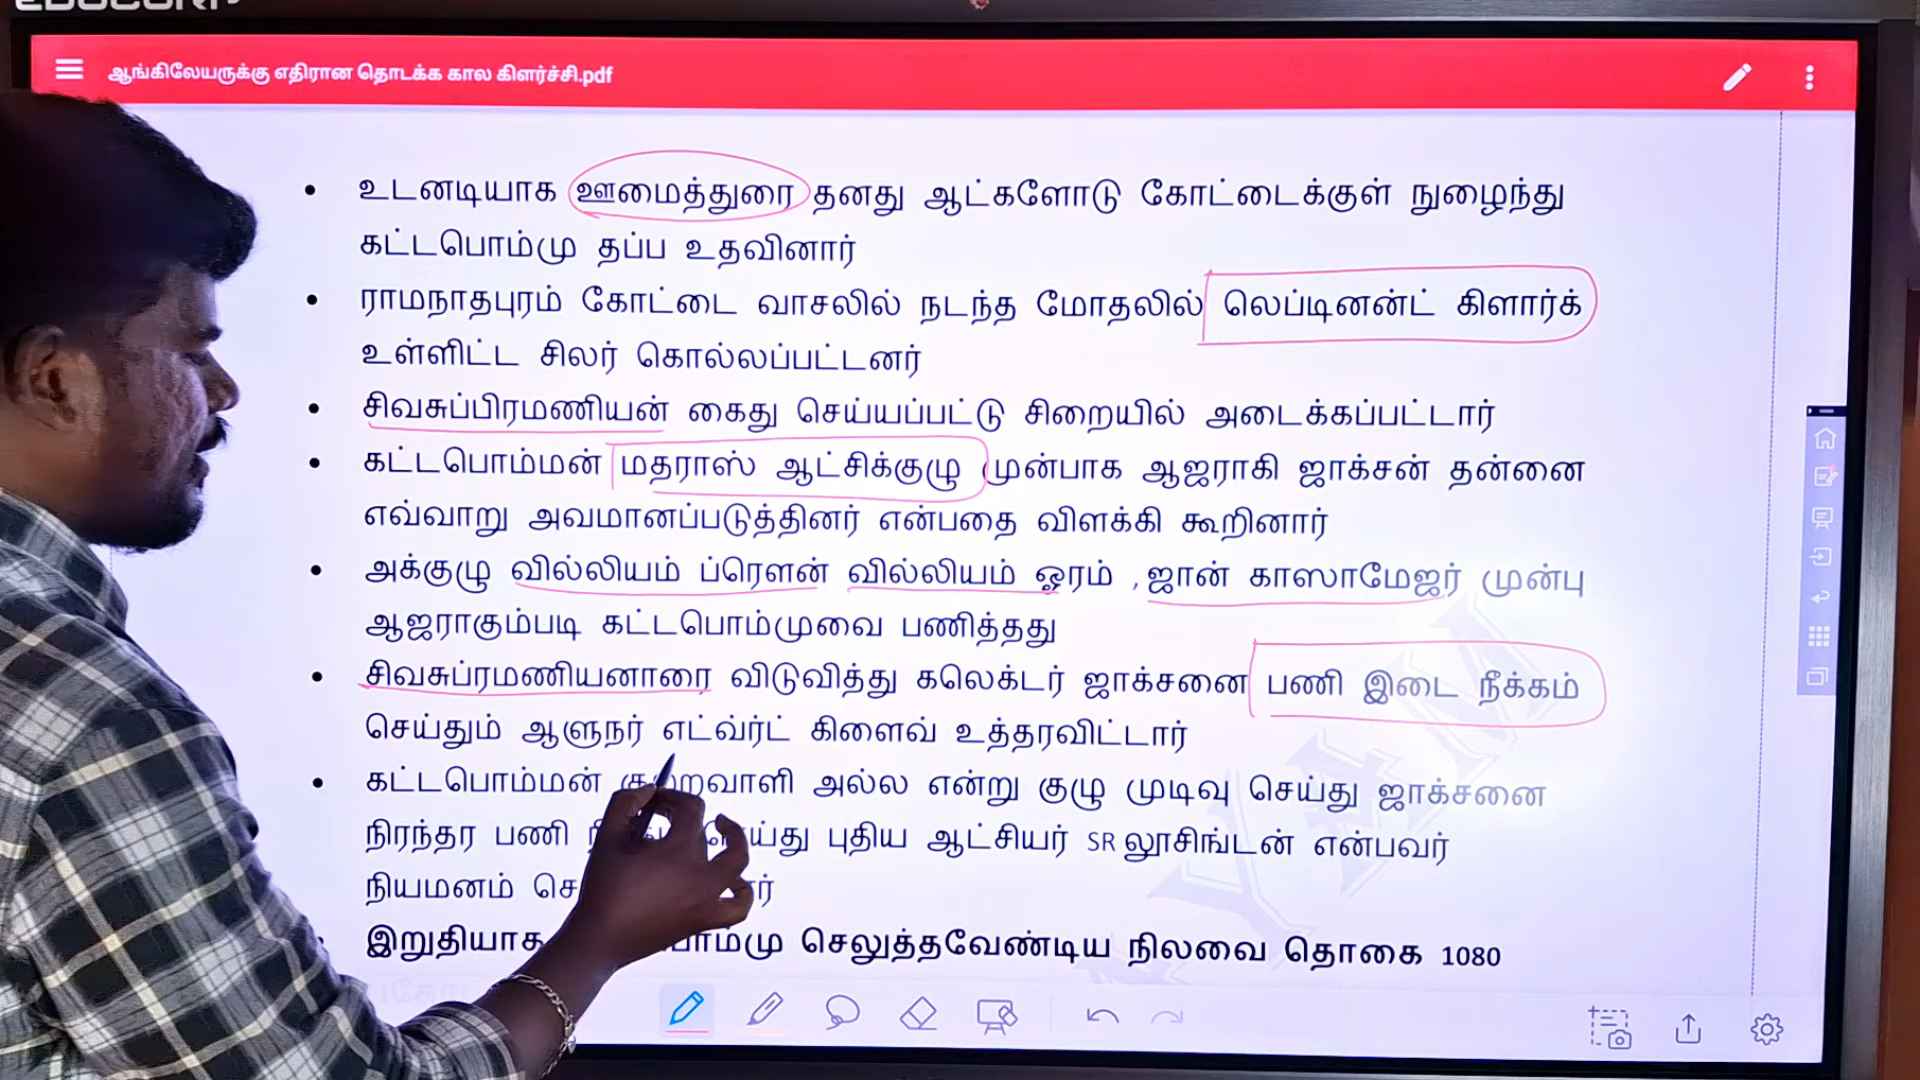 ஆங்கிலேயருக்கு எதிரான தொடக்க கால கிளர்ச்சி.pdf
• உடனடியாக ஊமைத்துரை தனது ஆட்களோடு கோட்டைக்குள் நுழைந்து
கட்டபொம்மு தப்ப உதவினார்
• ராமநாதபுரம் கோட்டை வாசலில் நடந்த மோதலில் லெப்டினன்ட் கிளார்க்
உள்ளிட்ட சிலர் கொல்லப்பட்டனர்
• சிவசுப்பிரமணியன் கைது செய்யப்பட்டு சிறையில் அடைக்கப்பட்டார்
• கட்டபொம்மன் மதராஸ் ஆட்சிக்குழு முன்பாக ஆஜராகி ஜாக்சன் தன்னை
எவ்வாறு அவமானப்படுத்தினர் என்பதை விளக்கி கூறினார்
• அக்குழு வில்லியம் ப்ரௌன் வில்லியம் ஓரம் ,ஜான் காஸாமேஜர் முன்பு
ஆஜராகும்படி கட்டபொம்முவை பணித்தது
• சிவசுப்ரமணியனாரை விடுவித்து கலெக்டர் ஜாக்சனை பணி இடை நீக்கம்
செய்தும் ஆளுநர் எட்வ்ர்ட் கிளைவ் உத்தரவிட்டார்
• கட்டபொம்மன் அல்ல என்று குழு முடிவு செய்து ஜாக்சனை
நிரந்தர பணி புதிய ஆட்சியர் SR லூசிங்டன் என்பவர்
நியமனம்
இறுதியாக செலுத்தவேண்டிய நிலவை தொகை 1080